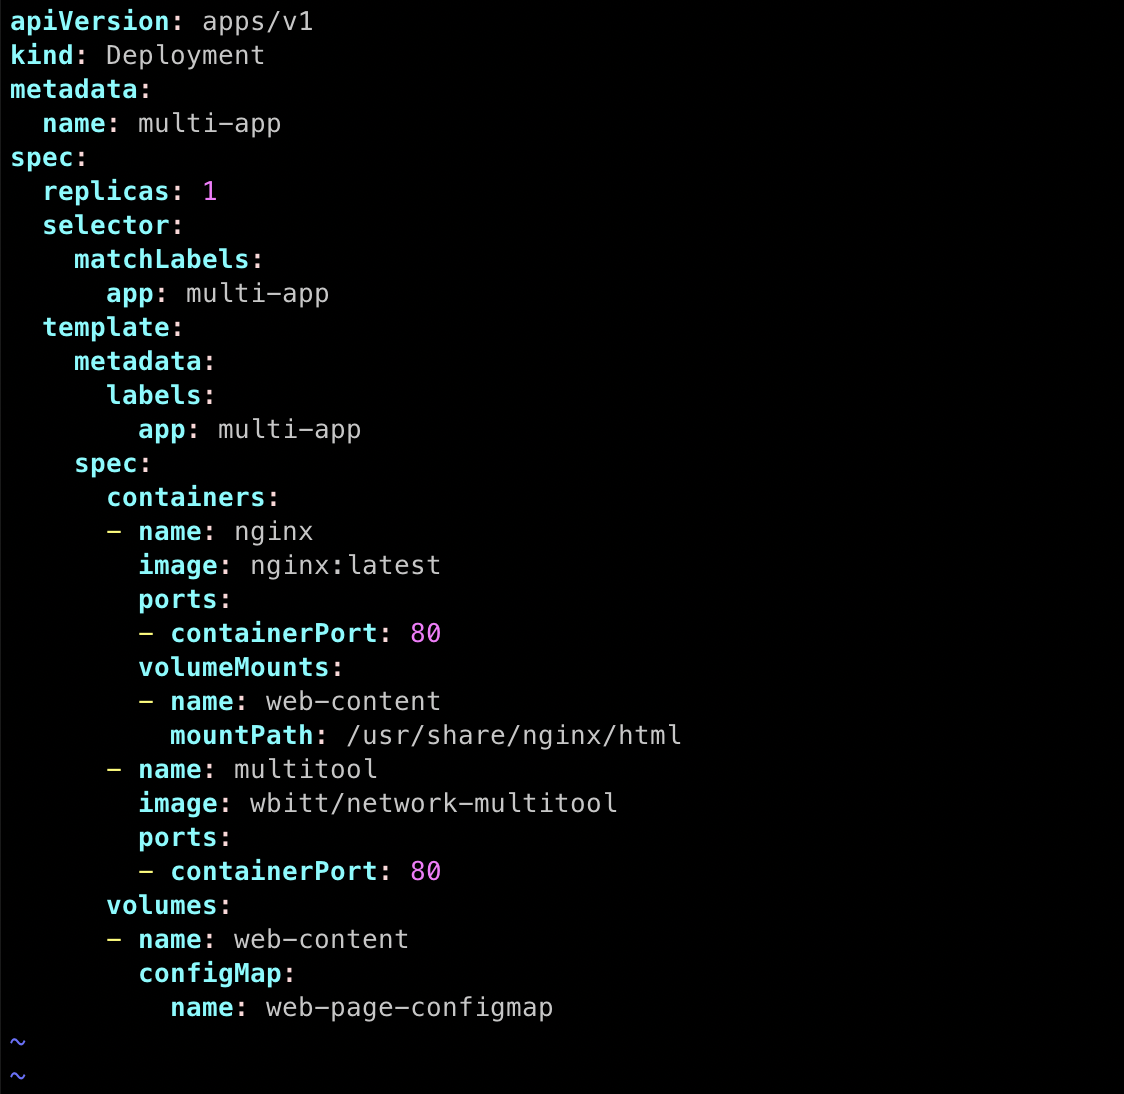 apiVersion: apps/v1
kind: Deployment
metadata:
  name: multi-app
spec:
  replicas: 1
  selector:
    matchLabels:
      app: multi-app
  template:
    metadata:
      labels:
        app: multi-app
    spec:
      containers:
      - name: nginx
        image: nginx:latest
        ports:
        - containerPort: 80
        volumeMounts:
        - name: web-content
          mountPath: /usr/share/nginx/html
      - name: multitool
        image: wbitt/network-multitool
        ports:
        - containerPort: 80
      volumes:
      - name: web-content
        configMap:
          name: web-page-configmap
~
~